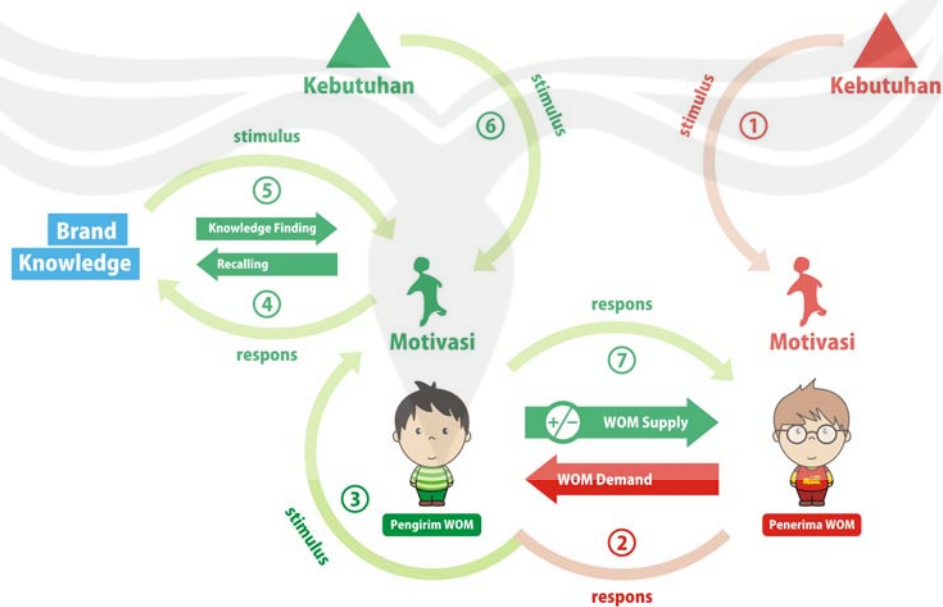 Kebutuhan
Kebutuhan
stimulus
⑥
stimulus
①
stimulus
⑤
Brand
Knowledge
Knowledge Finding
Recalling
④
respons
Motivasi
Motivasi
respons
⑦
+/−
WOM Supply
WOM Demand
③
stimulus
Pengirim WOM
Penerima WOM
②
respons